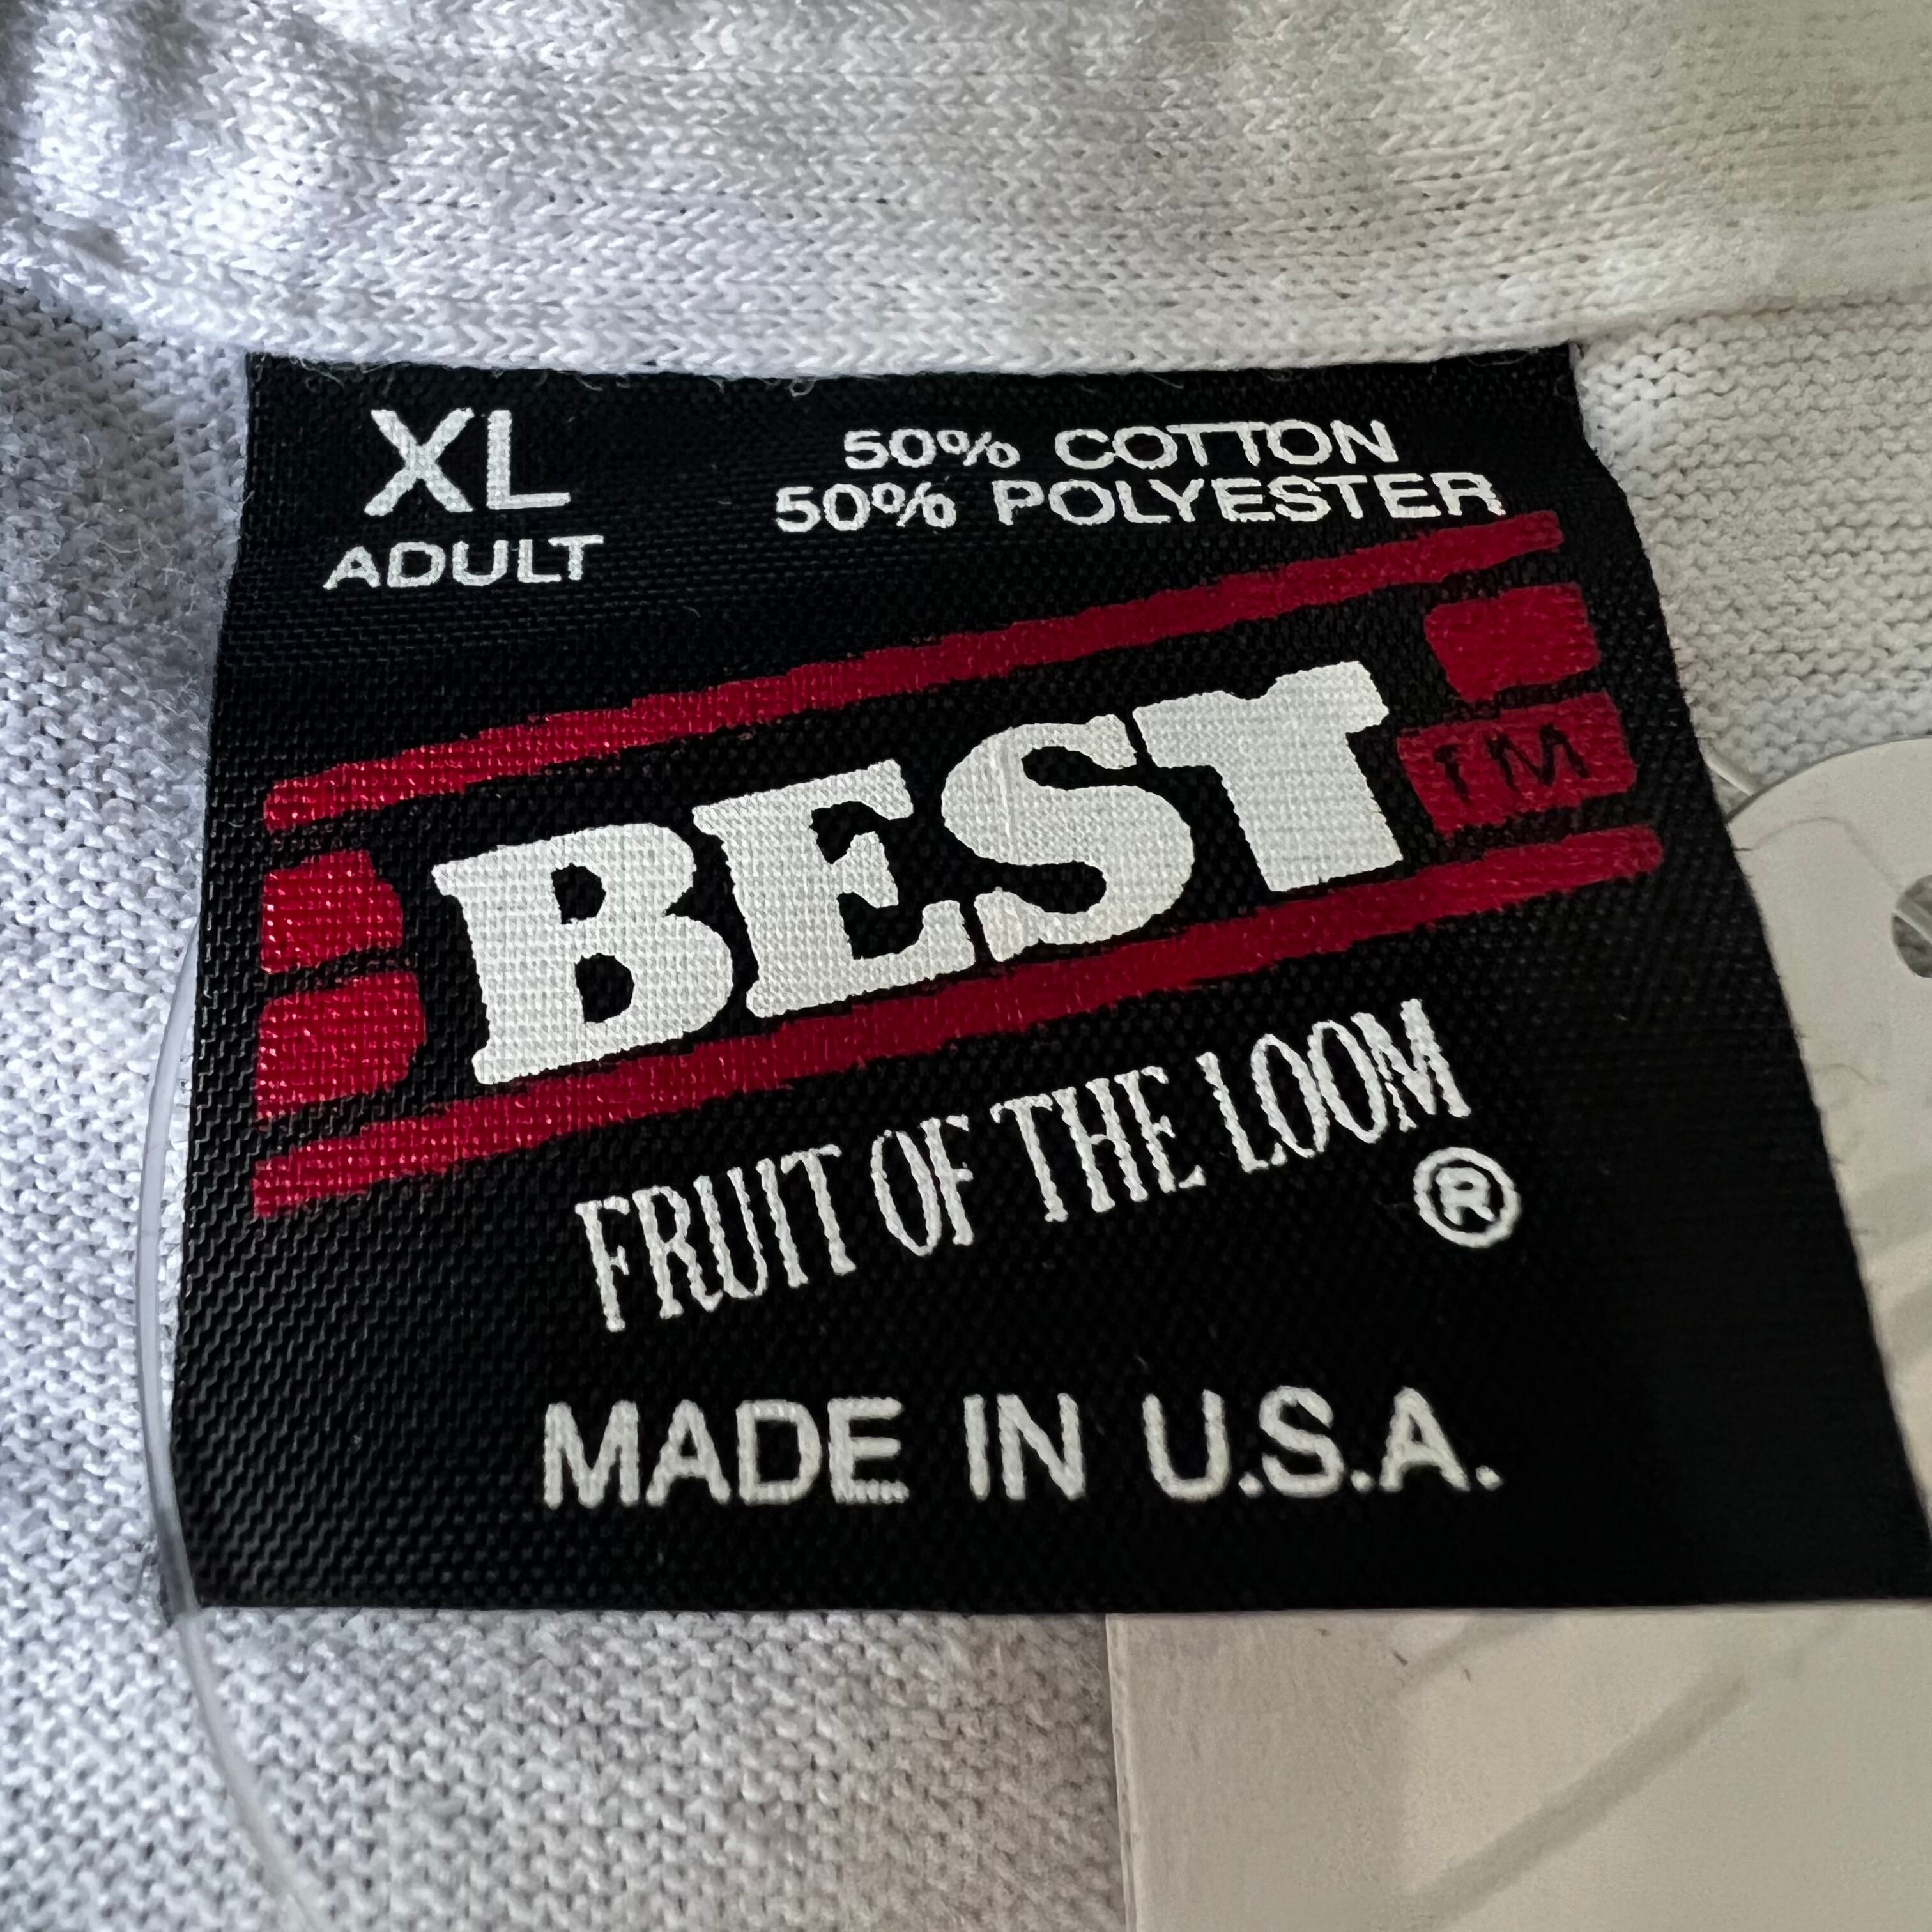 XL
ADULT
50% COTTON
50% POLYESTER
BEST
TM
FRUIT OF THE LOOM
®
MADE IN U.S.A.